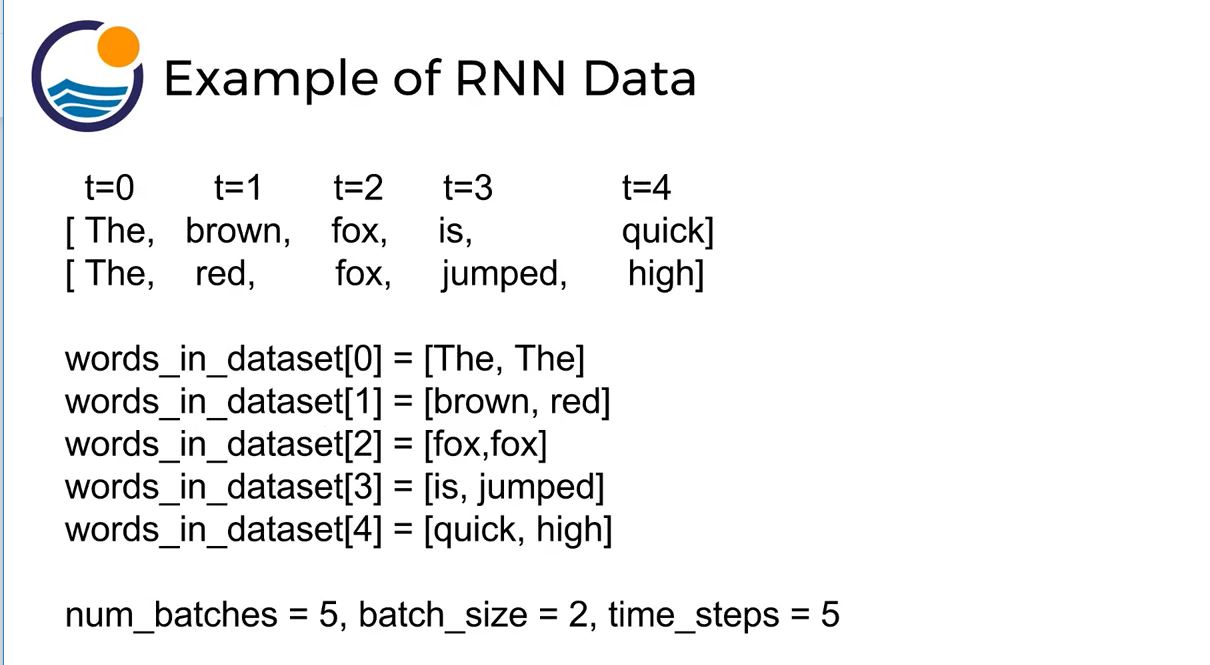 Example of RNN Data
t=0 t=1 t=2 t=3 t=4
[ The, brown, fox, is, quick]
[ The, red, fox, jumped, high]
words_in_dataset[0] = [The, The]
words_in_dataset[1] = [brown, red]
words_in_dataset[2] = [fox,fox]
words_in_dataset[3] = [is, jumped]
words_in_dataset[4] = [quick, high]
num_batches = 5, batch_size = 2, time_steps = 5